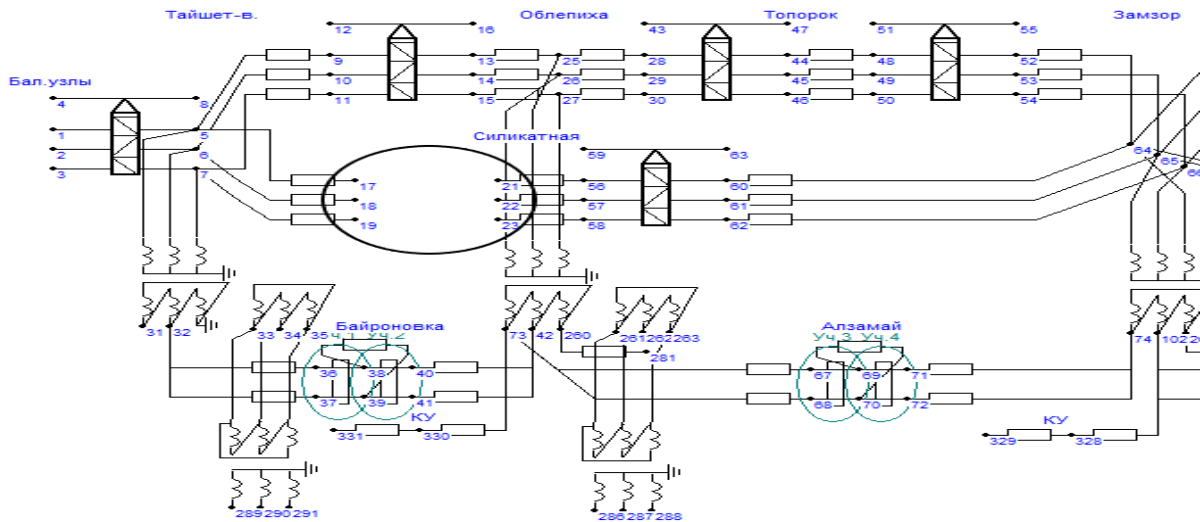 Тайшет-в. Облепиха Топорок Замзор
12 16 43 47 51 55
9 13 25 28 44 48 52
Бал.узлы 10 14 26 29 45 49 53
4 8 11 15 27 30 46 50 54
1 5 Силикатная
2 6 59 63 64
3 7 17 21 56 60 65
18 22 57 61 66
19 23 58 62
31 32 33 34 35 Байроновка 73 42 260 261 262 263 Алзамай 74 102
Уч.2 Уч.3 Уч.4
281
36 38 40 67 69 71
37 39 41 68 70 72
КУ КУ
331 330 329 328
289 290 291 286 287 288